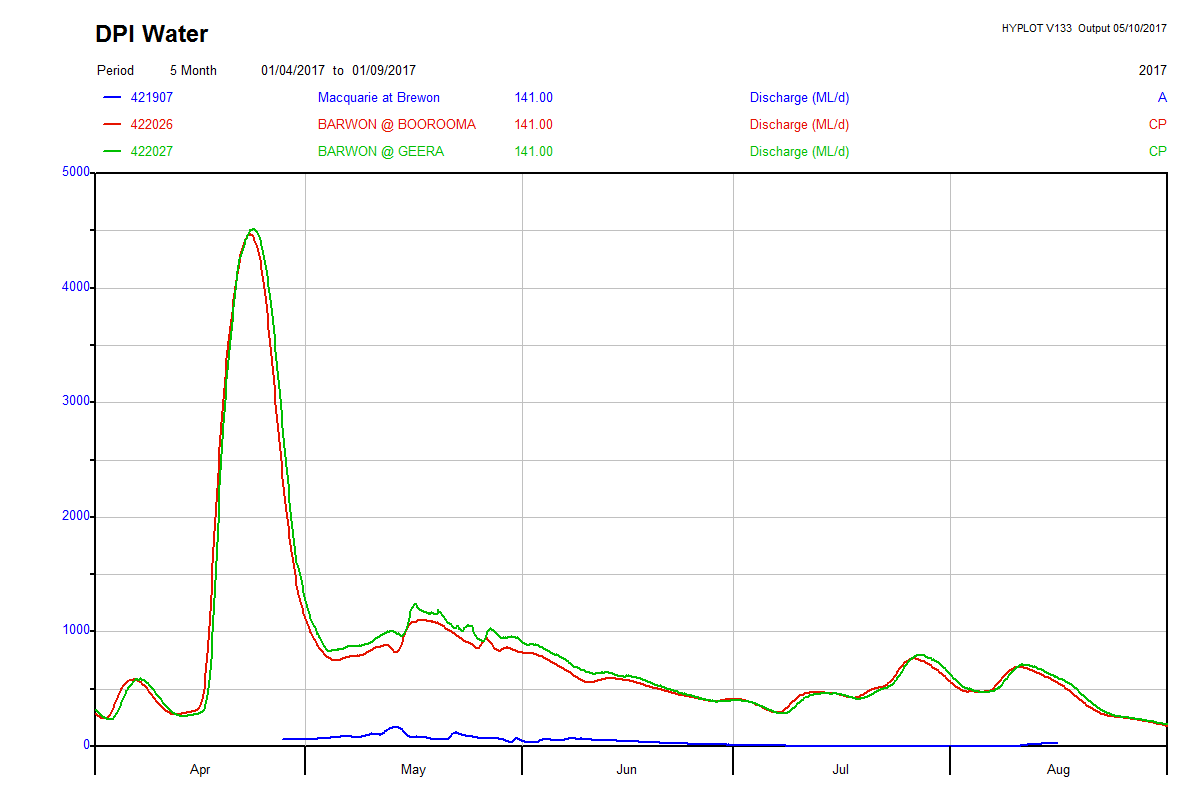 DPI Water
HYPLOT V133 Output 05/10/2017
Period 5 Month 01/04/2017 to 01/09/2017 2017
421907 Macquarie at Brewon 141.00 Discharge (ML/d) A
422026 BARWON @ BOOROOMA 141.00 Discharge (ML/d) CP
422027 BARWON @ GEERA 141.00 Discharge (ML/d) CP
5000
4000
3000
2000
1000
0
Apr May Jun Jul Aug